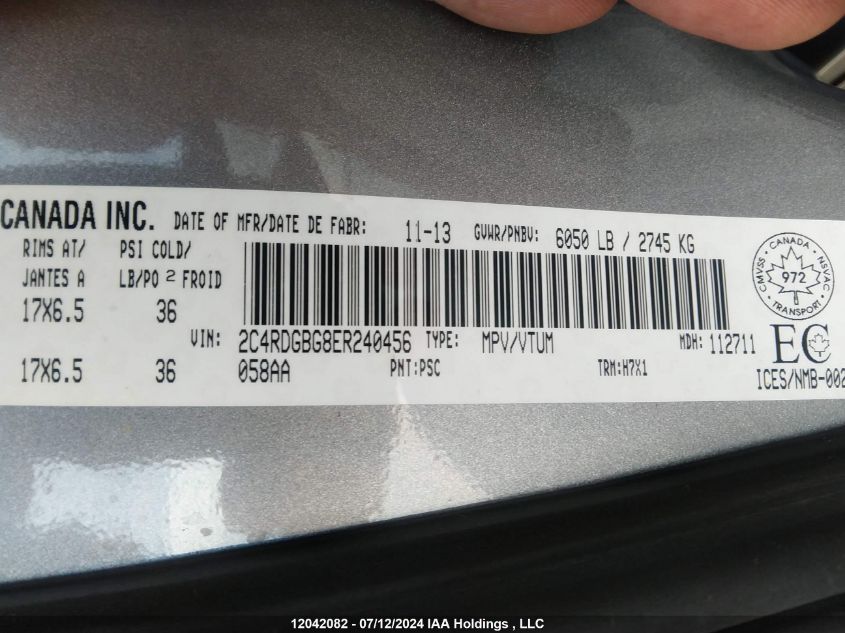 CANADA INC. DATE OF MFR/DATE DE FABR: 11-13 GVWR/PNBV: 6050 LB / 2745 KG
RIMS AT/ PSI COLD/
JANTES A LB/PO 2 FROID
17X6.5 36
VIN: 2C4RDGBG8ER240456 TYPE: MPV/VTUM MDH: 112711
17X6.5 36 058AA PNT:PSC TRM:H7X1
CANADA
CMVSS 972 NSVAC
TRANSPORT
EC
ICES/NMB-002
12042082 - 07/12/2024 IAA Holdings , LLC